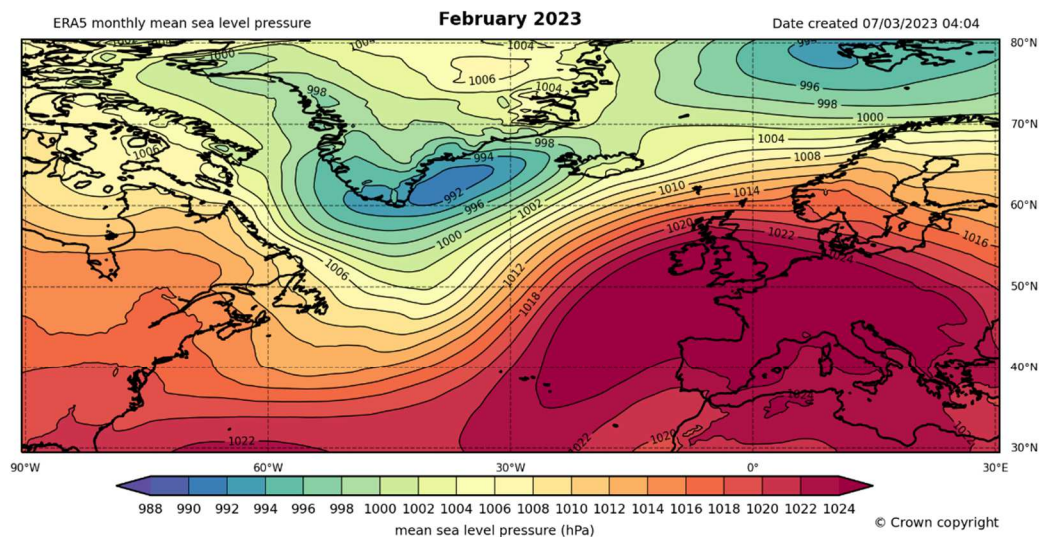 ERA5 monthly mean sea level pressure
February 2023
Date created 07/03/2023 04:04
1004
1004
1000
994
80°N
1006
996
998
1004
998
1000
70°N
998
1004
1006
994
1008
992
1010
1014
996
1002
60°N
1020
1000
1022
1016
1024
1006
1012
1018
50°N
40°N
1024
1022
1022
1020
1022
30°N
90°W
60°W
30°W
0°
30°E
988 990 992 994 996 998 1000 1002 1004 1006 1008 1010 1012 1014 1016 1018 1020 1022 1024
mean sea level pressure (hPa)
© Crown copyright